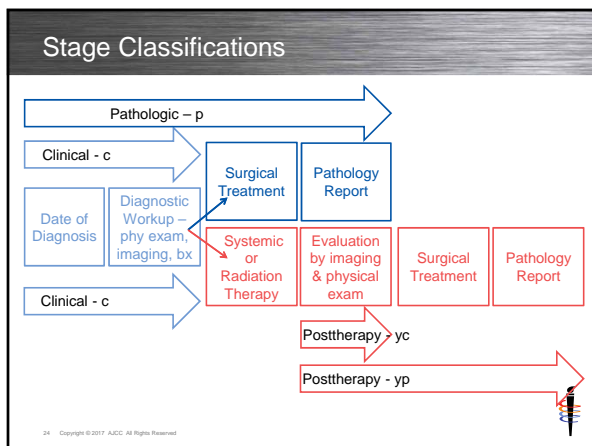 Stage Classifications
Pathologic – p
Clinical - c
Surgical
Treatment
Pathology
Report
Date of
Diagnosis
Diagnostic
Workup –
phy exam,
imaging, bx
Systemic
or
Radiation
Therapy
Evaluation
by imaging
& physical
exam
Surgical
Treatment
Pathology
Report
Clinical - c
Posttherapy - yc
Posttherapy - yp
24 Copyright © 2017 AJCC All Rights Reserved